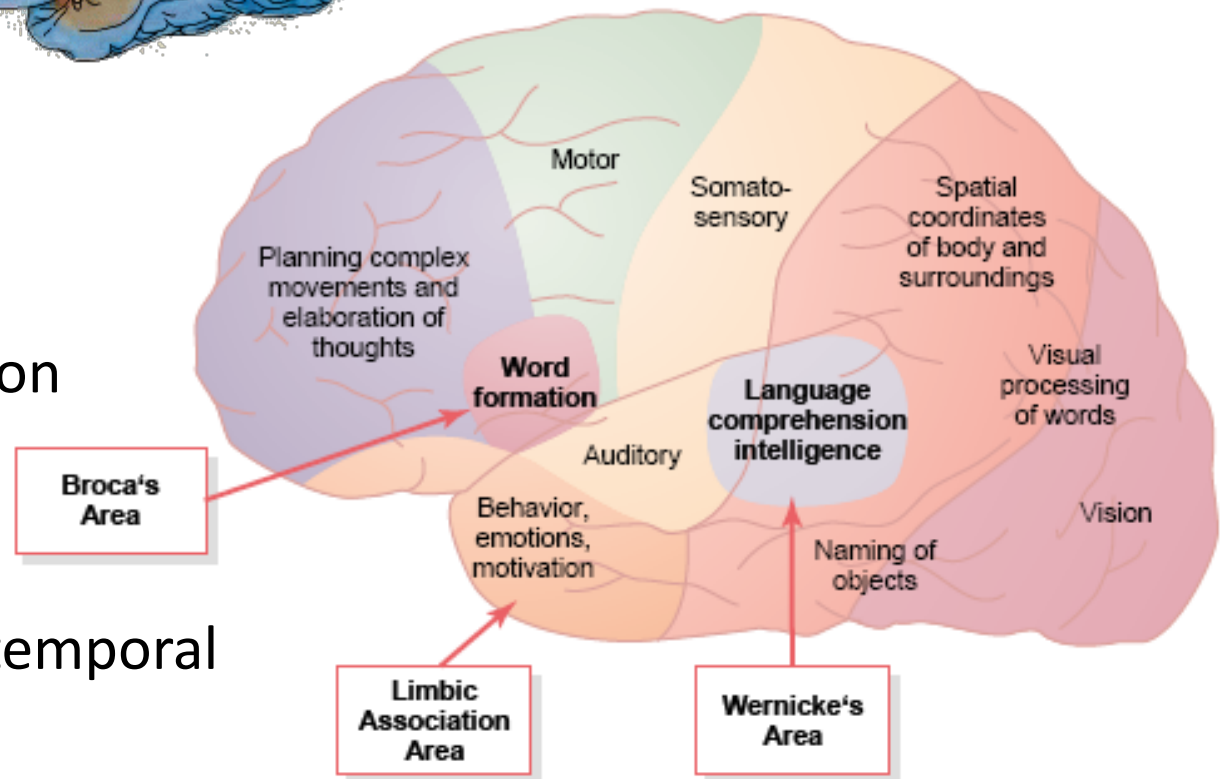 Motor
Somato-
sensory
Spatial
coordinates
of body and
surroundings
Planning complex
movements and
elaboration of
thoughts
Word
formation
Visual
processing
of words
Language
comprehension
intelligence
on
Auditory
Broca‘s
Area
Behavior,
emotions,
motivation
Vision
Naming of
objects
temporal
Limbic
Association
Area
Wernicke‘s
Area